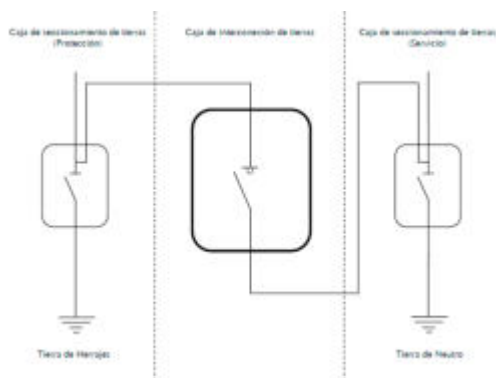 Caja de seccionamiento de tierras
(Protección)
Caja de interconexión de tierras
Caja de seccionamiento de tierras
(Servicio)
Tierra de Herrajes
Tierra de Neutro